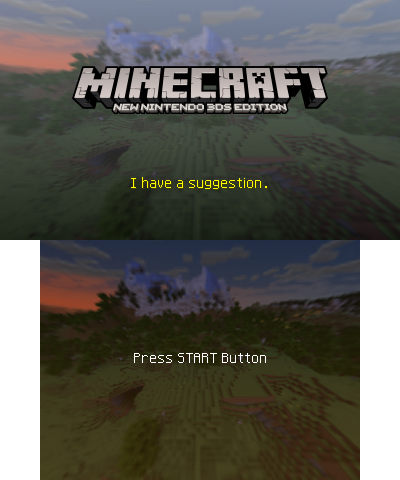 MINECRAFT
NEW NINTENDO 3DS EDITION
I have a suggestion.
Press START Button